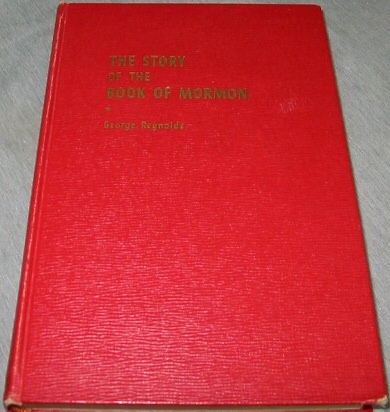 THE STORY
OF THE
BOOK OF MORMON
George Reynolds